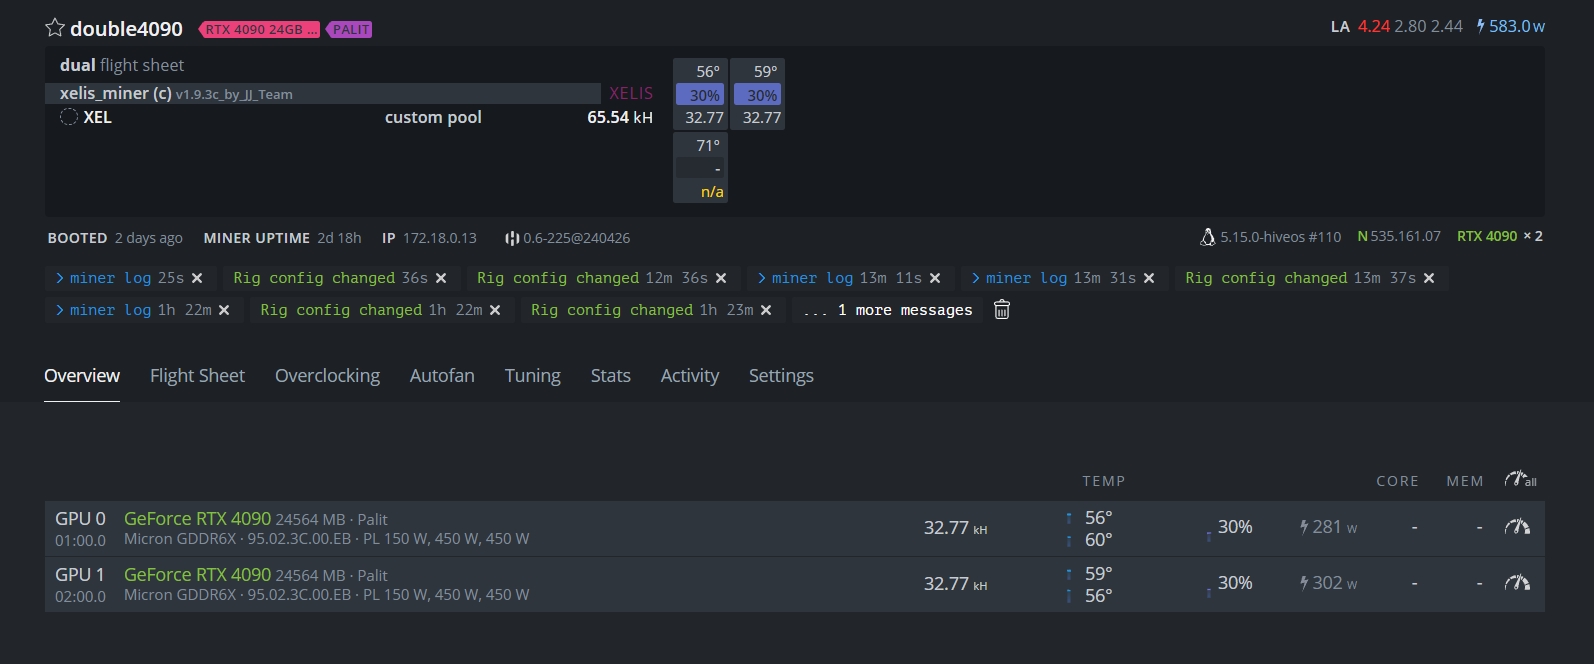 double4090 RTX 4090 24GB ... PALIT LA 4.24 2.80 2.44 583.0 w
dual flight sheet
xelis_miner (c) v1.9.3c_by_JJ_Team XELIS
XEL custom pool 65.54 kH
56° 59°
30% 30%
32.77 32.77
71°
-
n/a
BOOTED 2 days ago MINER UPTIME 2d 18h IP 172.18.0.13 0.6-225@240426 5.15.0-hiveos #110 N 535.161.07 RTX 4090 × 2
> miner log 25s × Rig config changed 36s × Rig config changed 12m 36s × > miner log 13m 11s × > miner log 13m 31s × Rig config changed 13m 37s ×
> miner log 1h 22m × Rig config changed 1h 22m × Rig config changed 1h 23m × ... 1 more messages
Overview Flight Sheet Overclocking Autofan Tuning Stats Activity Settings
TEMP CORE MEM all
GPU 0 GeForce RTX 4090 24564 MB · Palit 32.77 kH 56° 30% 281 w - -
01:00.0 Micron GDDR6X · 95.02.3C.00.EB · PL 150 W, 450 W, 450 W 60°
GPU 1 GeForce RTX 4090 24564 MB · Palit 32.77 kH 59° 30% 302 w - -
02:00.0 Micron GDDR6X · 95.02.3C.00.EB · PL 150 W, 450 W, 450 W 56°